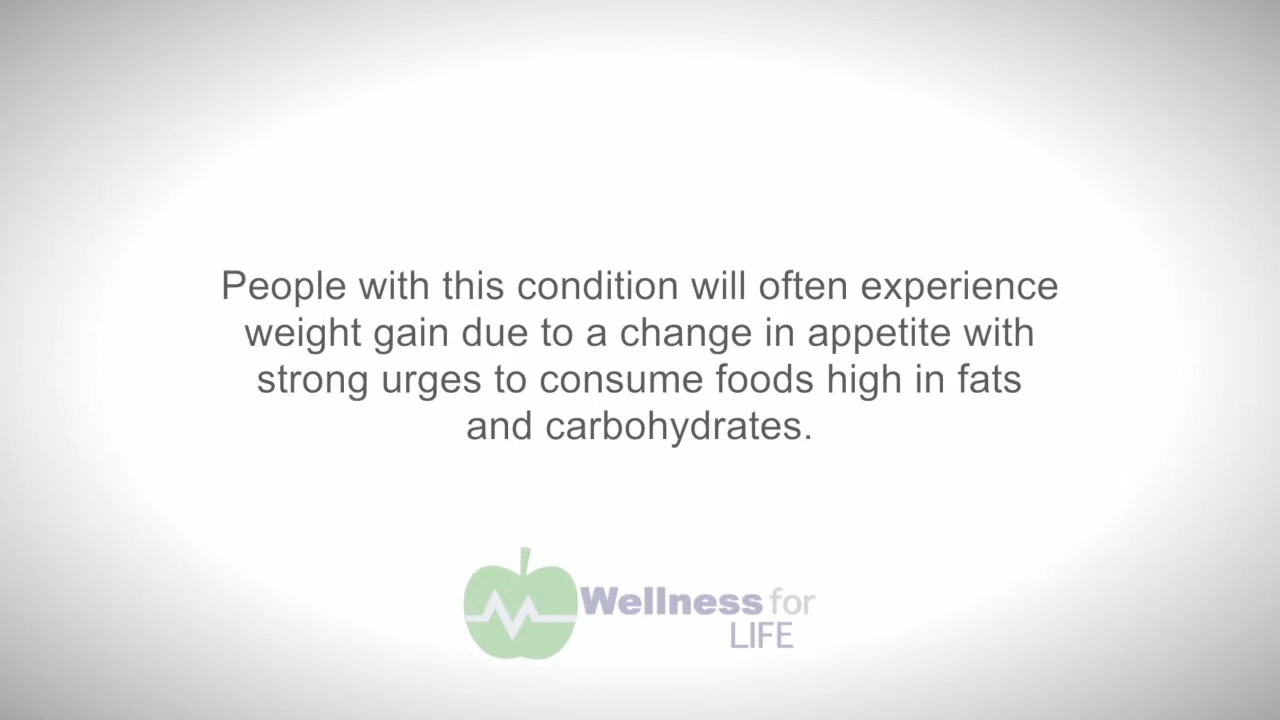 People with this condition will often experience
weight gain due to a change in appetite with
strong urges to consume foods high in fats
and carbohydrates.
Wellness for
LIFE